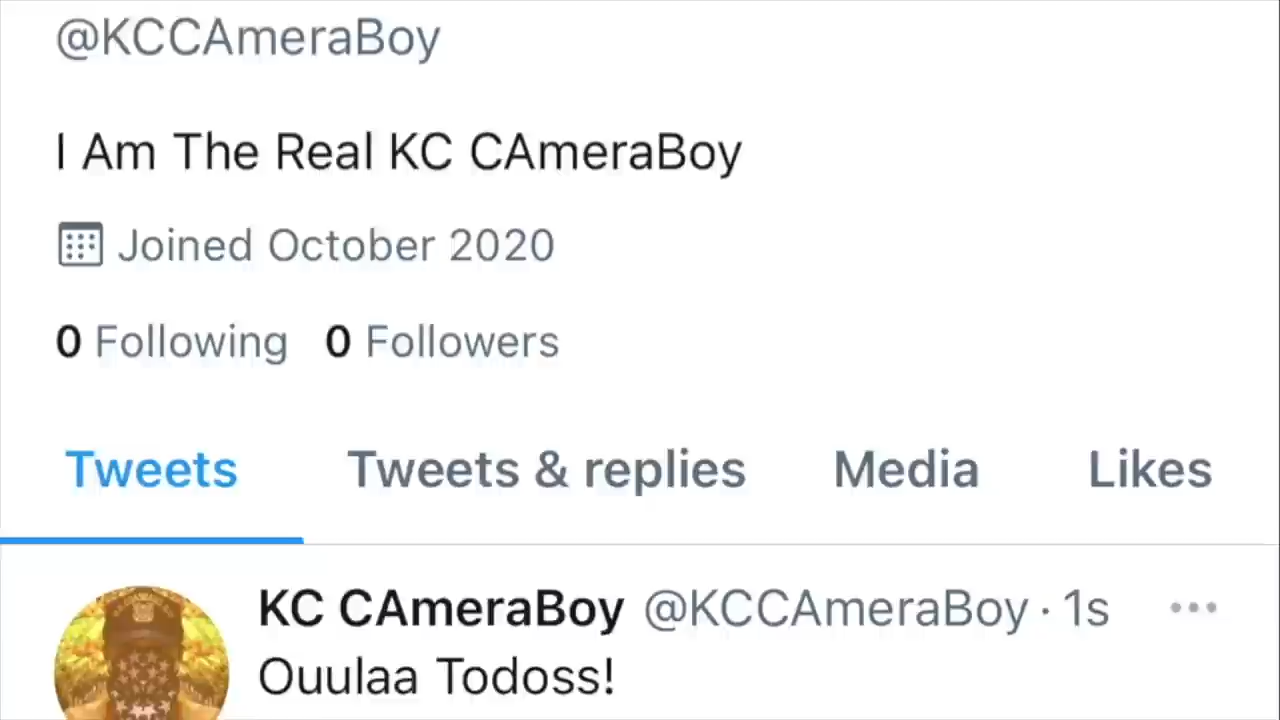 @KCCAmeraBoy
I Am The Real KC CAmeraBoy
Joined October 2020
0 Following 0 Followers
Tweets Tweets & replies Media Likes
KC CAmeraBoy @KCCAmeraBoy · 1s
Ouulaa Todoss!